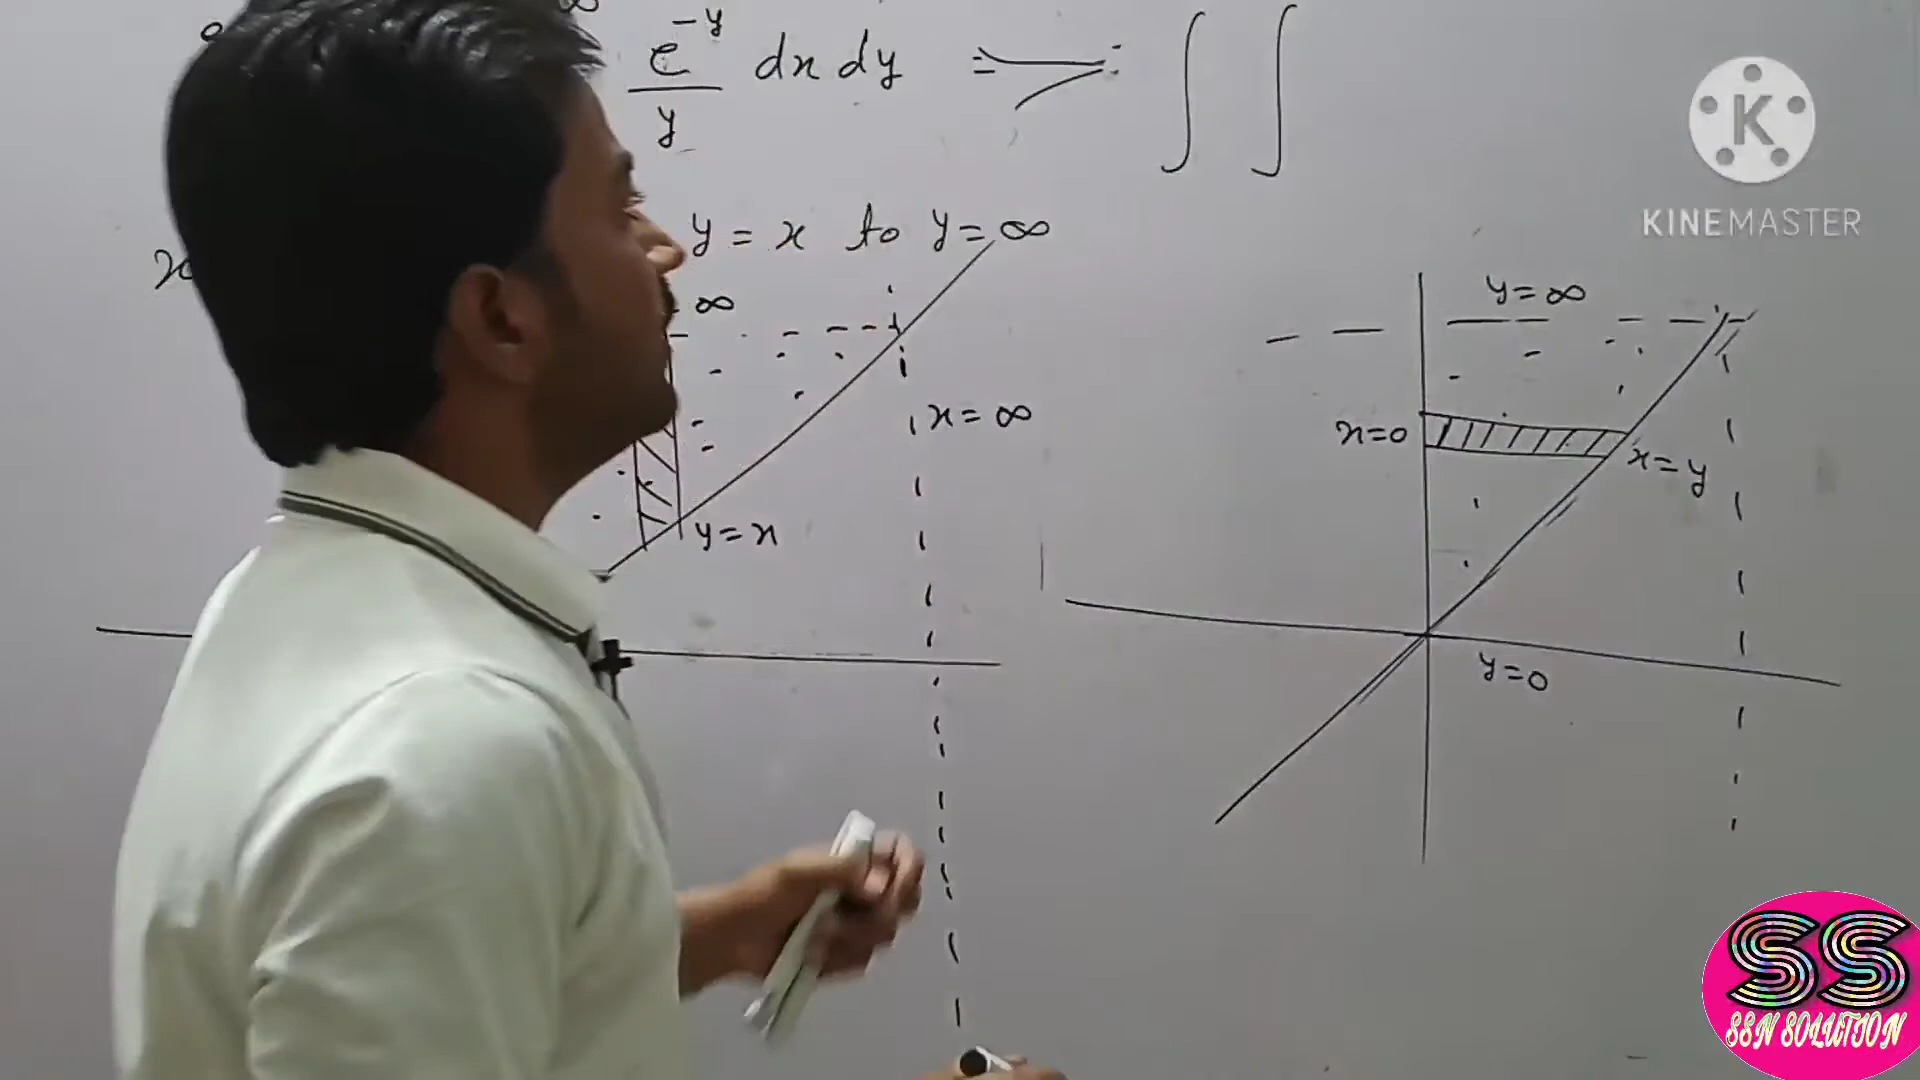 e^{-y}/y dx dy => ∫ ∫
x y = x to y = ∞
∞
x = ∞
y = x
y = ∞
x=0
x=y
y=0
K
KINEMASTER
SS
SSN SOLUTION